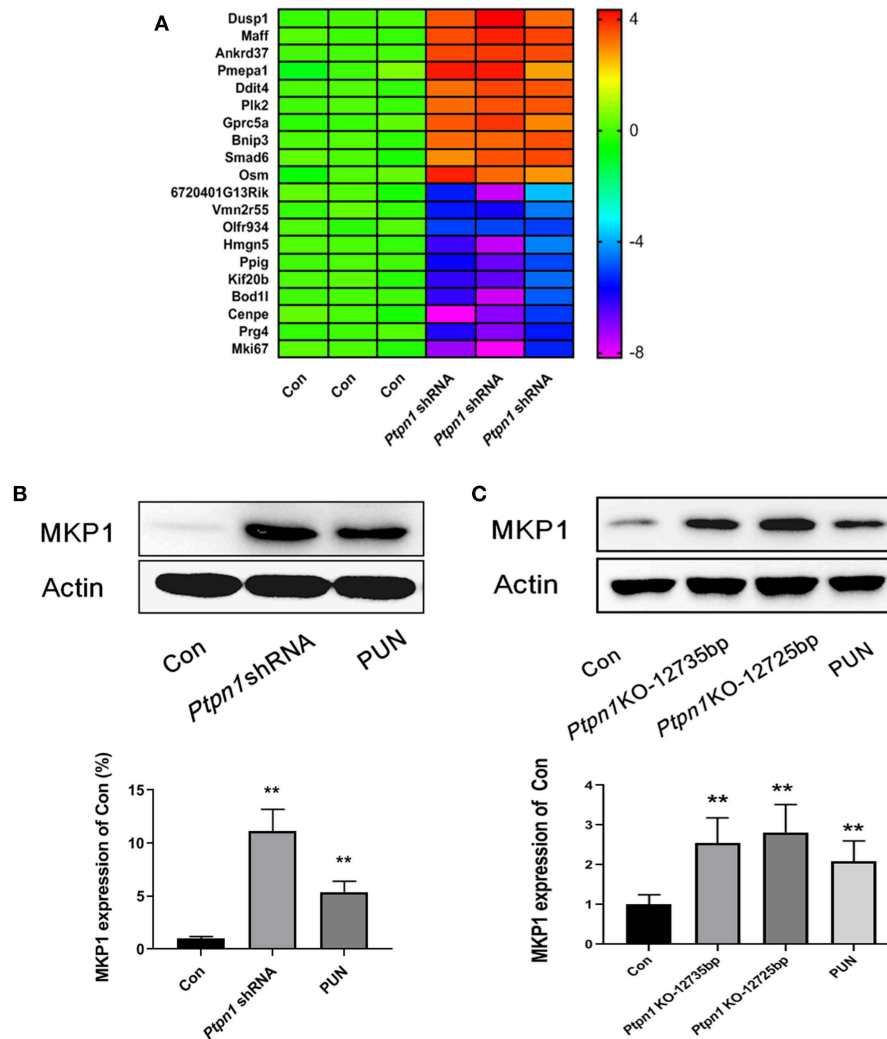 A
Dusp1
Maff
Ankrd37
Pmepa1
Ddit4
Plk2
Gprc5a
Bnip3
Smad6
Osm
6720401G13Rik
Vmn2r55
Olfr934
Hmgn5
Ppig
Kif20b
Bod1l
Cenpe
Prg4
Mki67
4
0
-4
-8
Con
Con
Con
Ptpn1 shRNA
Ptpn1 shRNA
Ptpn1 shRNA
B
MKP1
Actin
Con
Ptpn1shRNA
PUN
MKP1 expression of Con (%)
15
10
5
0
**
**
Con
Ptpn1 shRNA
PUN
C
MKP1
Actin
Con
Ptpn1KO-12735bp
Ptpn1KO-12725bp
PUN
MKP1 expression of Con
4
3
2
1
0
**
**
**
Con
Ptpn1 KO-12735bp
Ptpn1 KO-12725bp
PUN